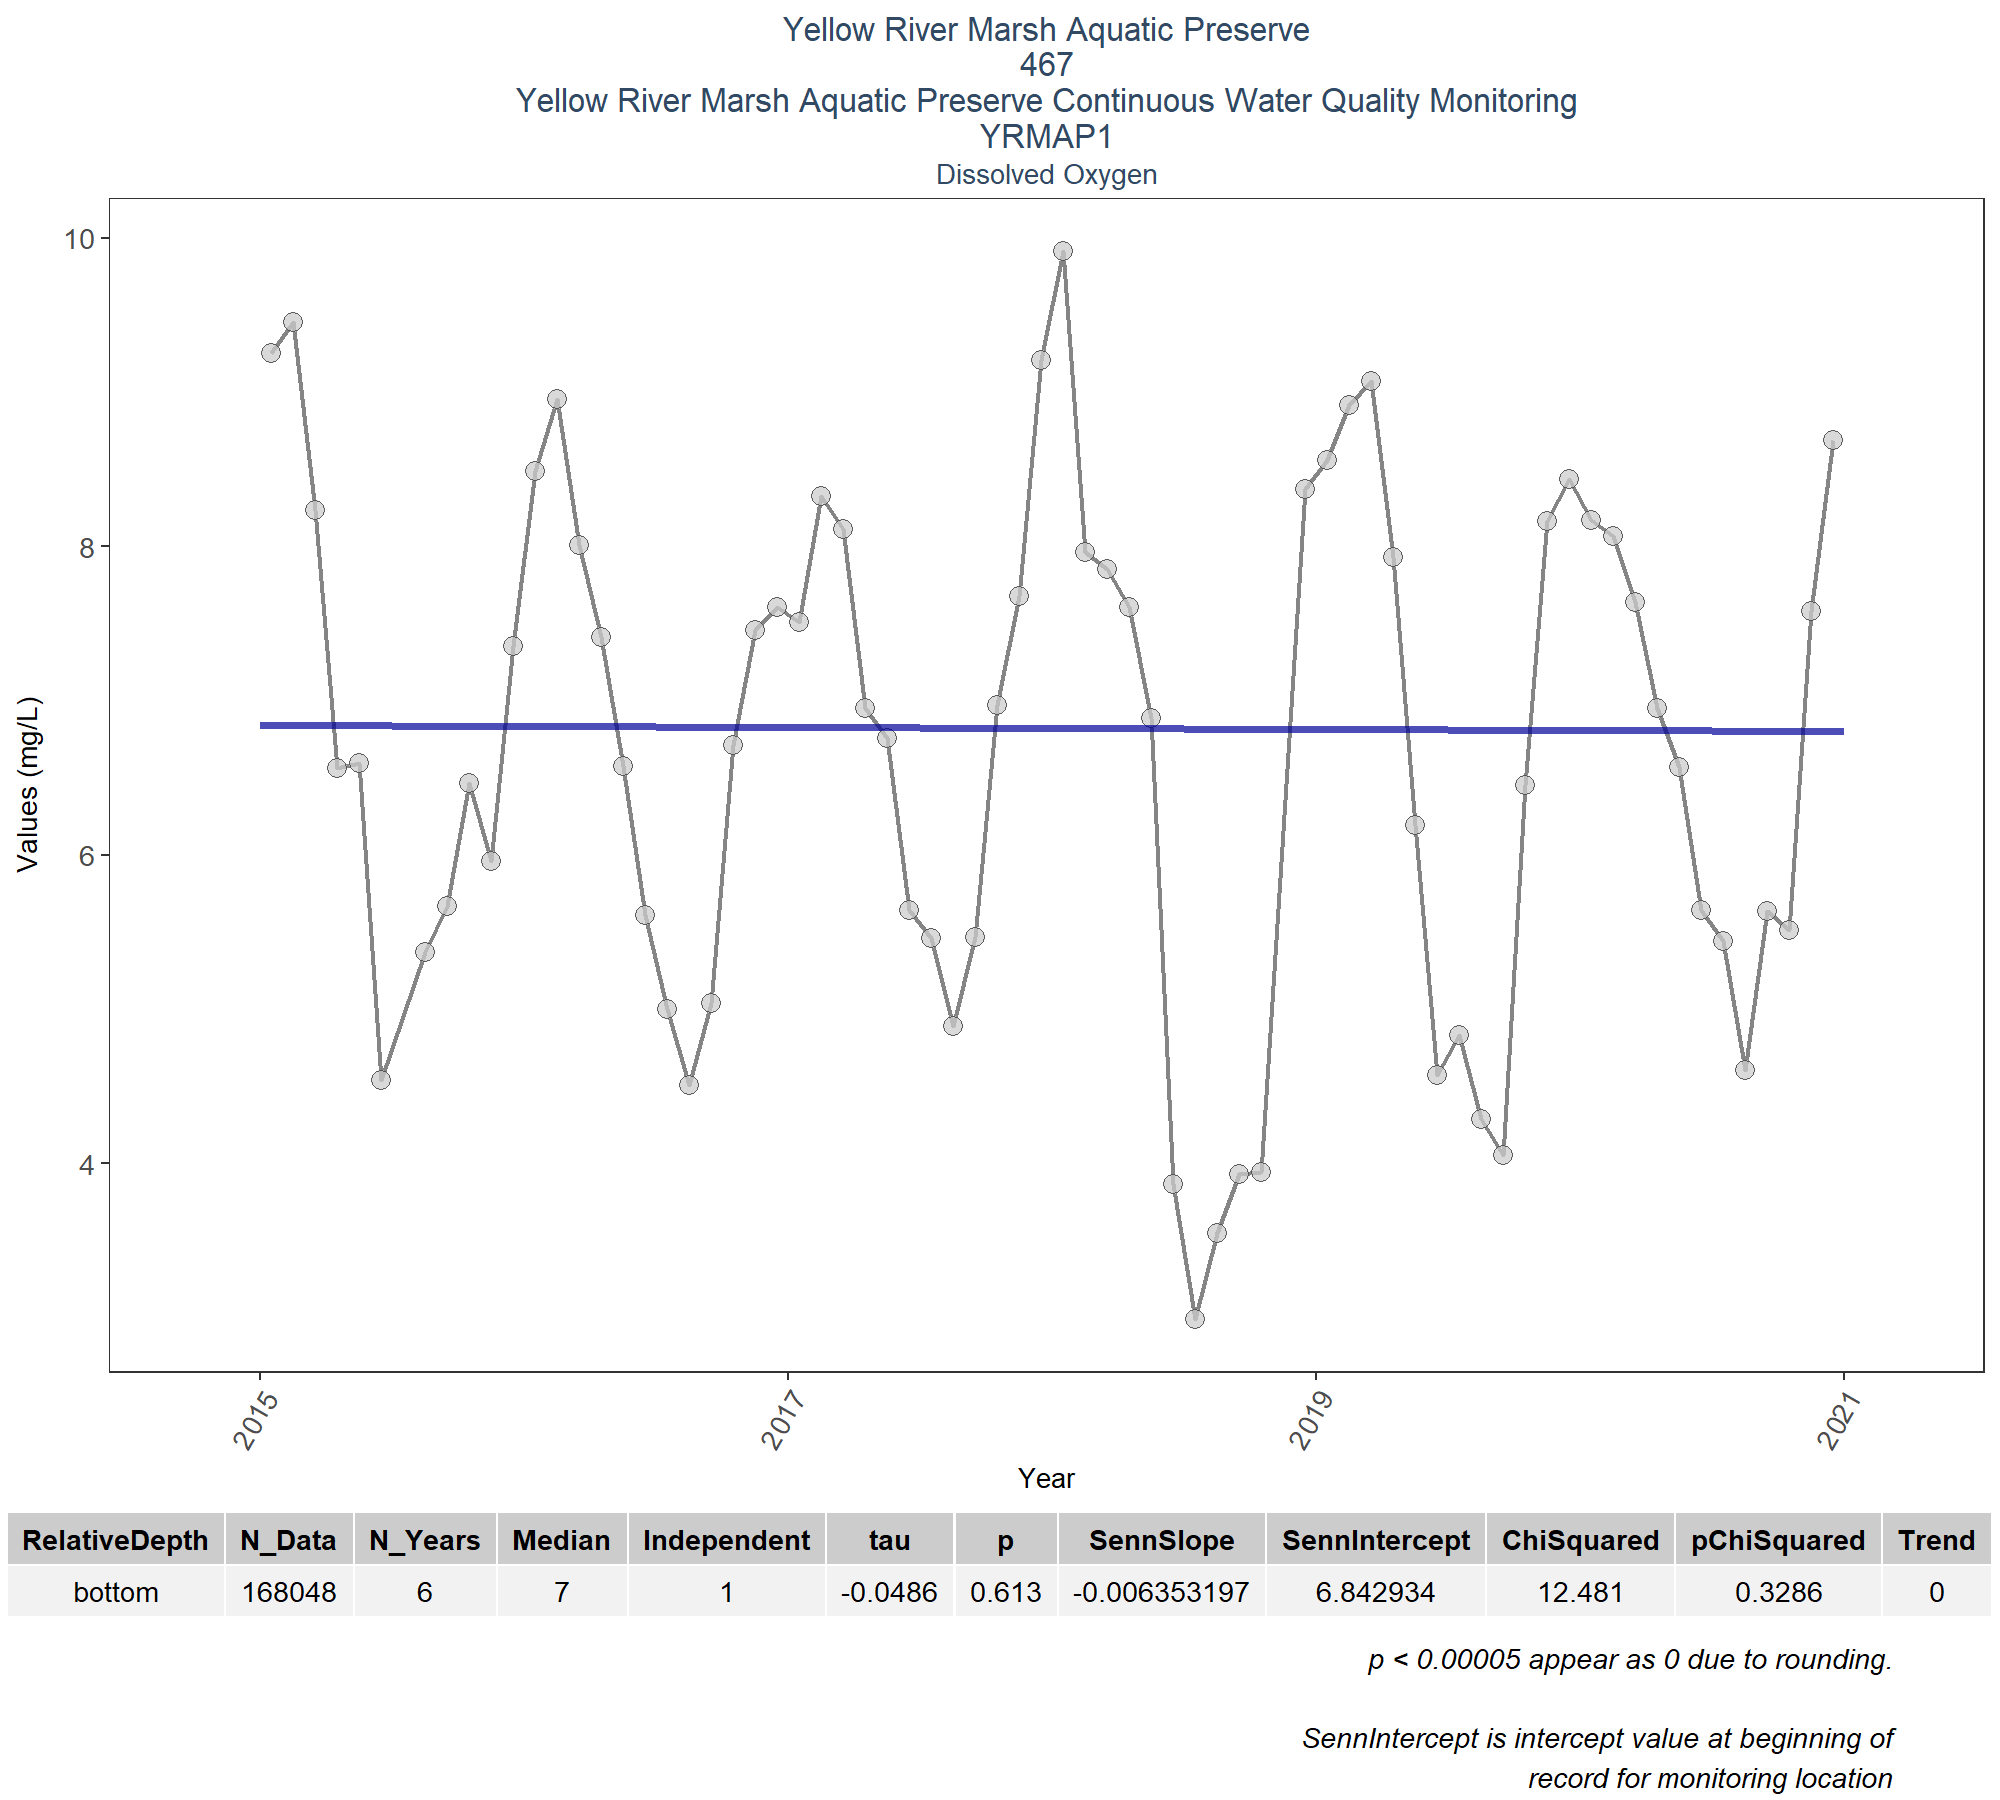 Yellow River Marsh Aquatic Preserve
467
Yellow River Marsh Aquatic Preserve Continuous Water Quality Monitoring
YRMAP1
Dissolved Oxygen
10
8
6
4
Values (mg/L)
2015 2017 2019 2021
Year
RelativeDepth N_Data N_Years Median Independent tau p SennSlope SennIntercept ChiSquared pChiSquared Trend
bottom 168048 6 7 1 -0.0486 0.613 -0.006353197 6.842934 12.481 0.3286 0
p < 0.00005 appear as 0 due to rounding.
SennIntercept is intercept value at beginning of
record for monitoring location